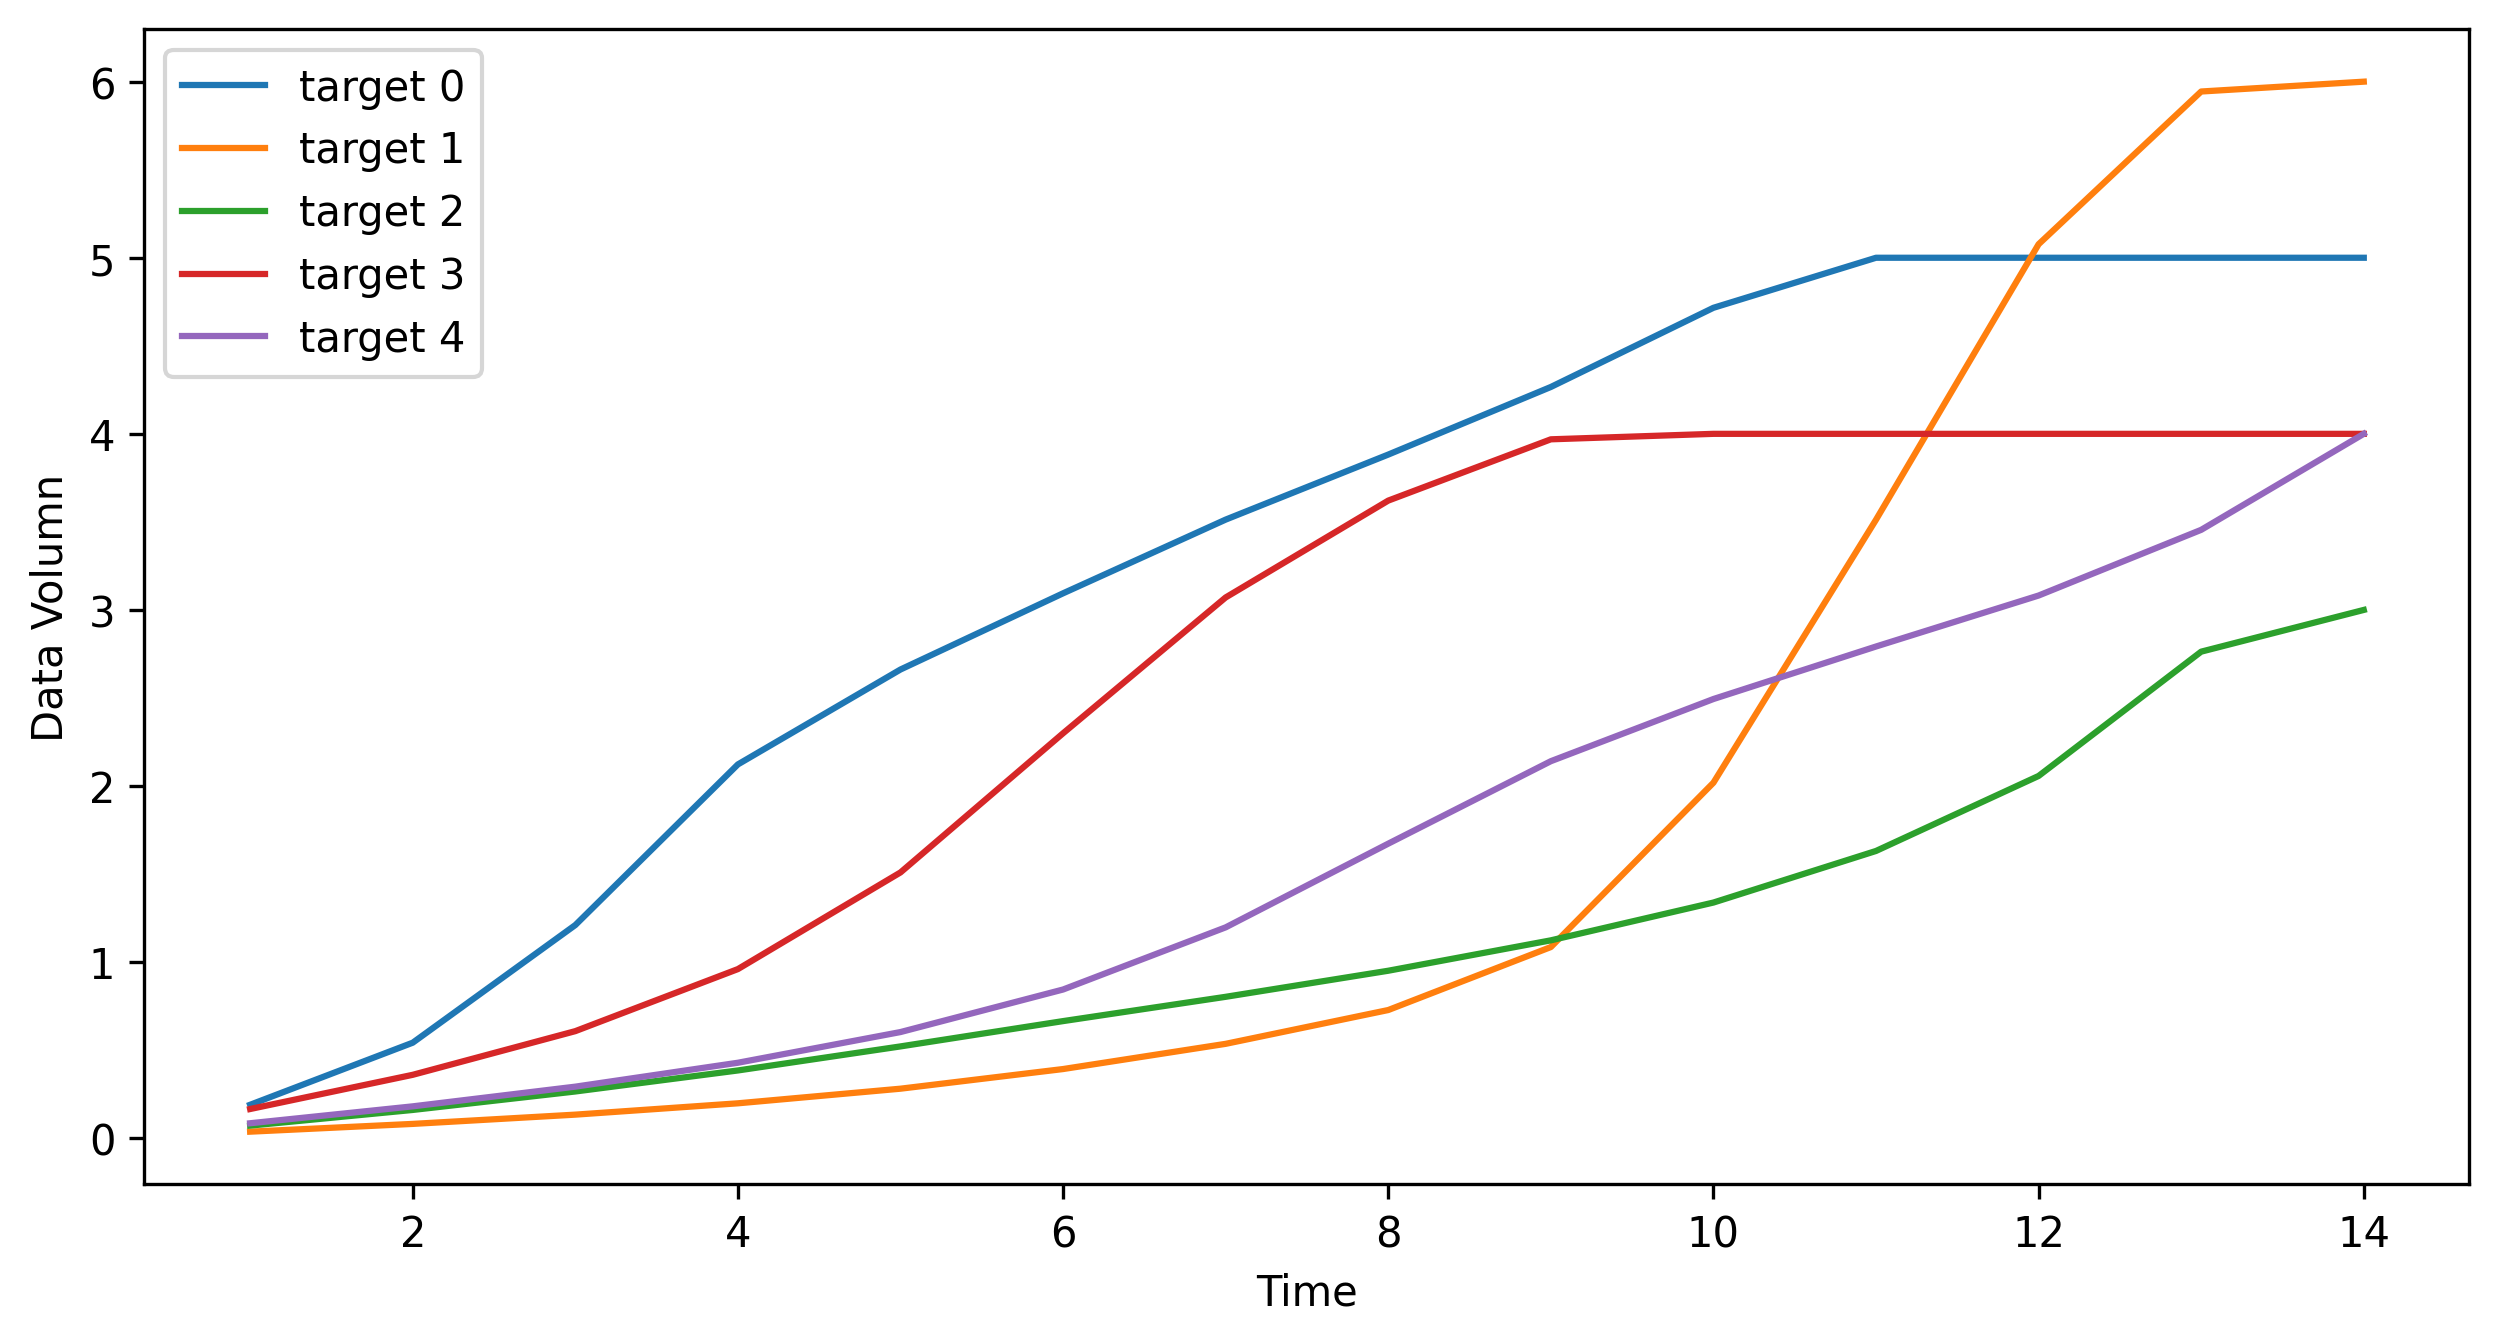 target 0
target 1
target 2
target 3
target 4
6
5
4
3
2
1
0
Data Volumn
2 4 6 8 10 12 14
Time